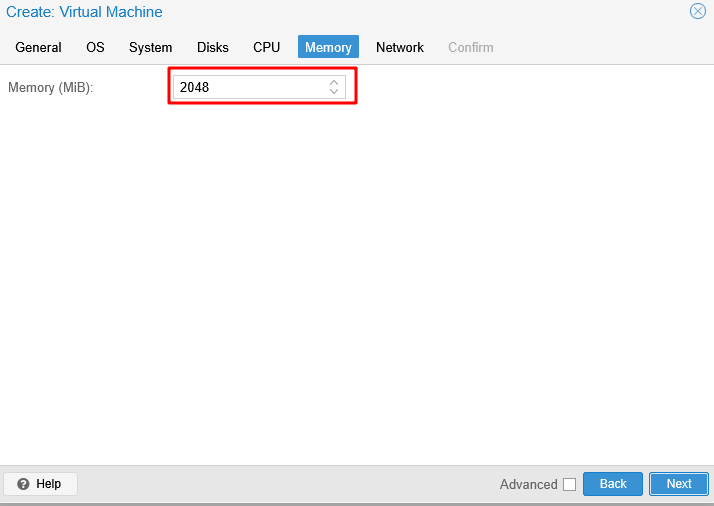 Create: Virtual Machine
General OS System Disks CPU Memory Network Confirm
Memory (MiB): 2048
Help Advanced Back Next